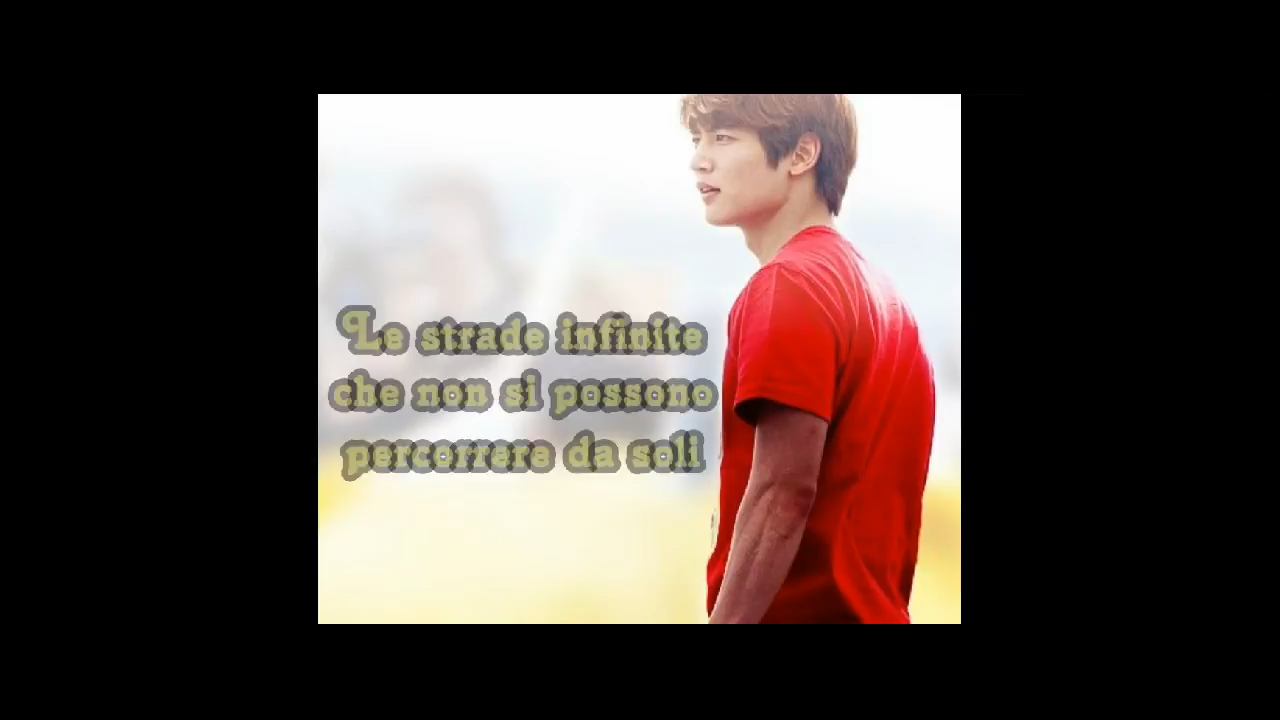 Le strade infinite
che non si possono
percorrere da soli